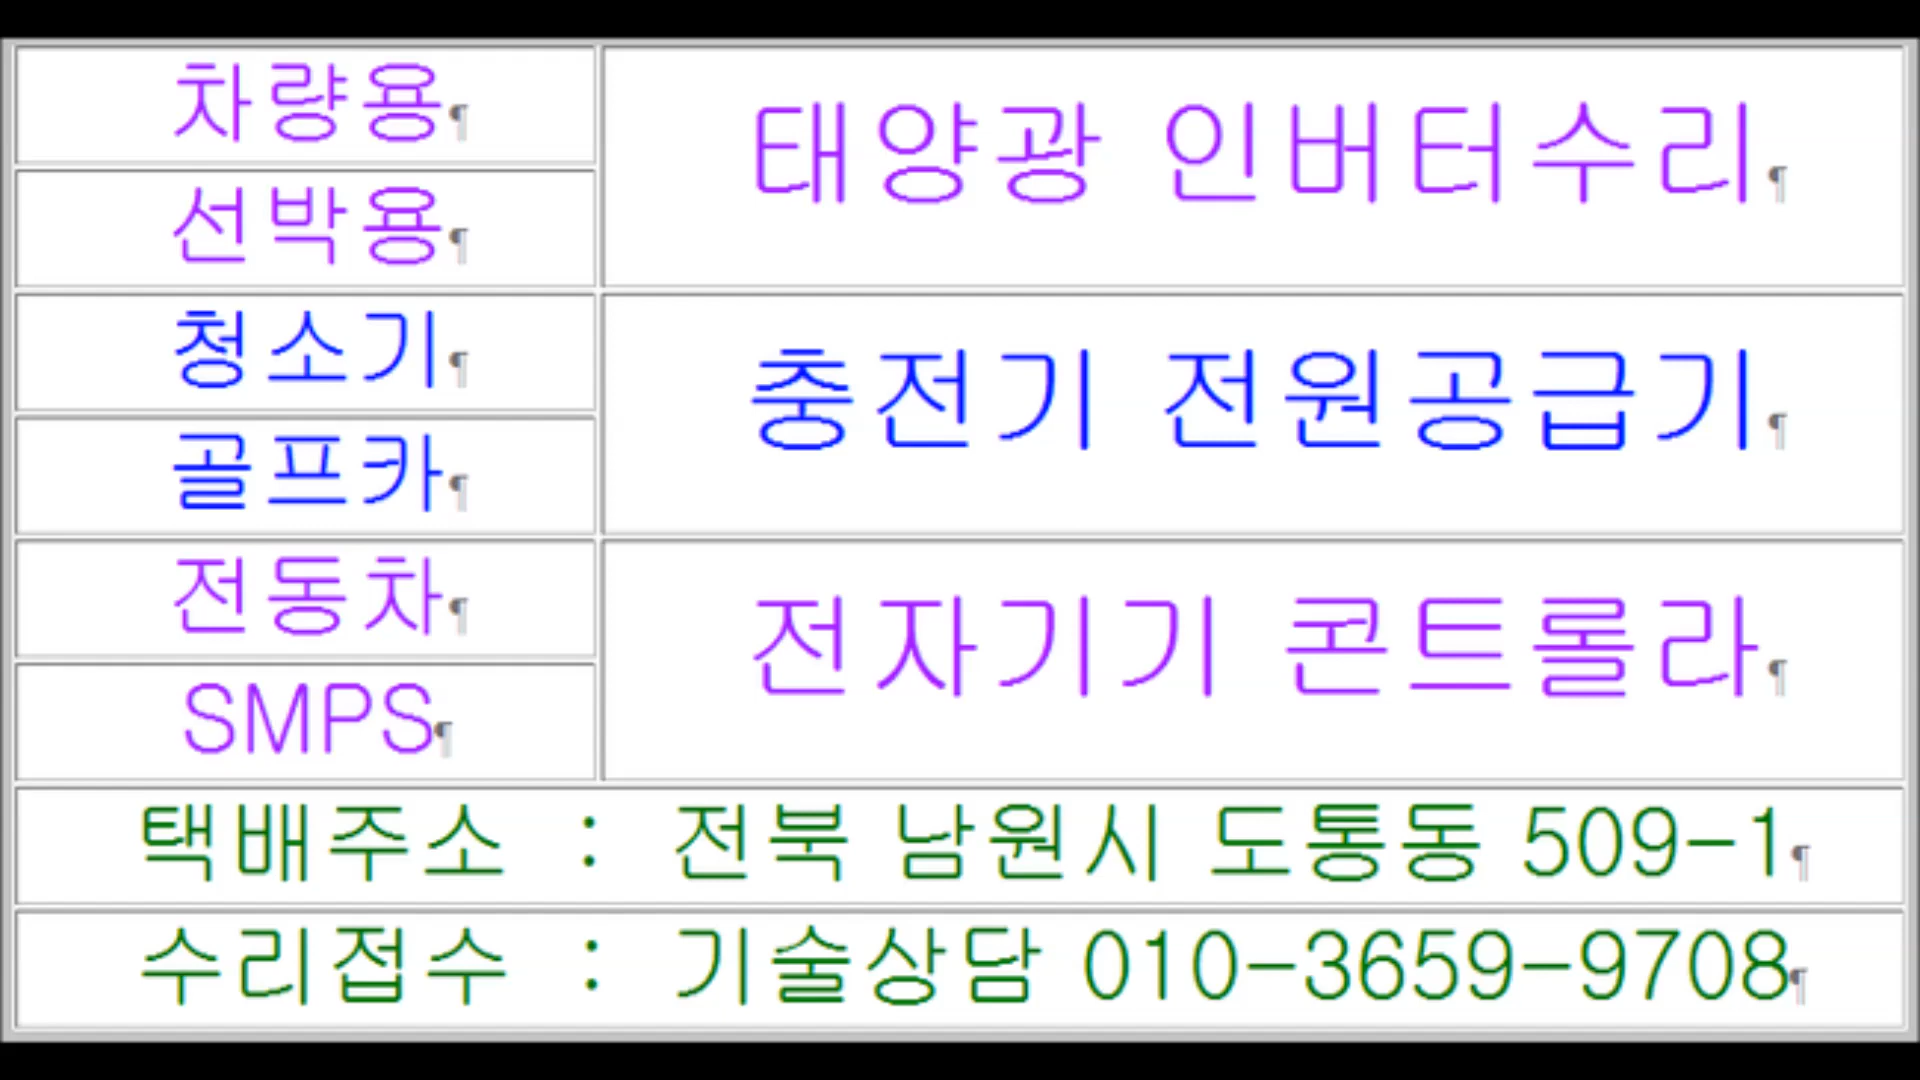 차량용
태양광 인버터수리
선박용
청소기
충전기 전원공급기
골프카
전동차
전자기기 콘트롤라
SMPS
택배주소 : 전북 남원시 도통동 509-1
수리접수 : 기술상담 010-3659-9708